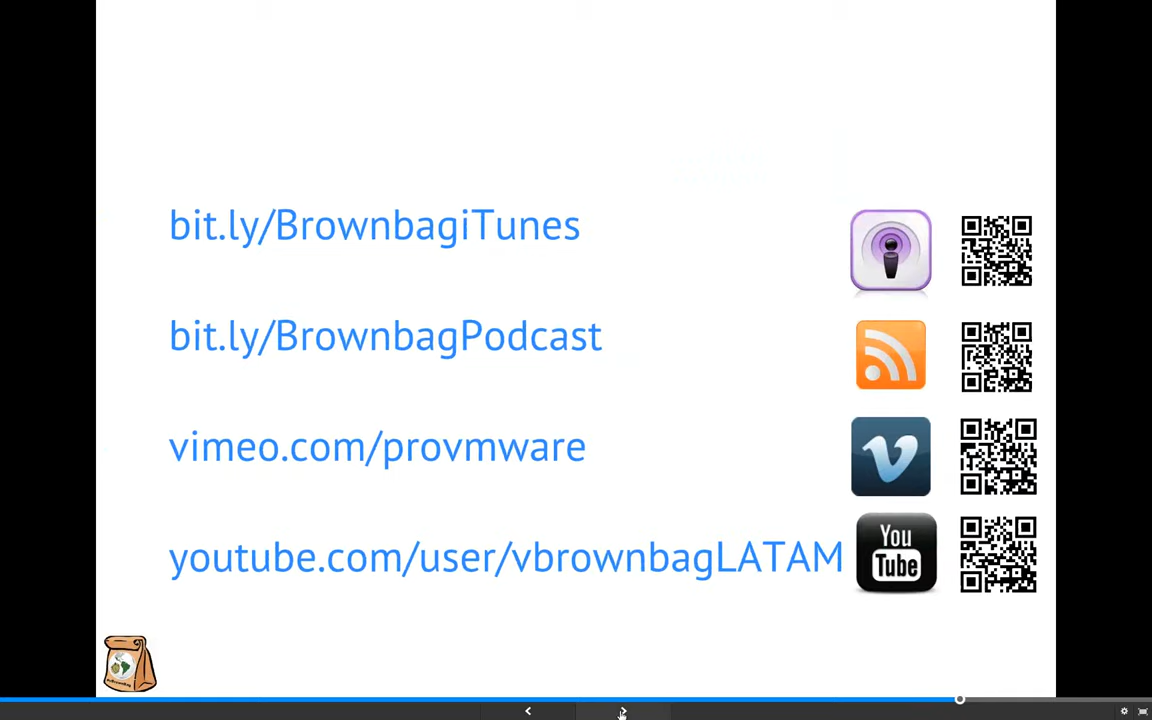 bit.ly/BrownbagiTunes
bit.ly/BrownbagPodcast
vimeo.com/provmware
youtube.com/user/vbrownbagLATAM
You
Tube